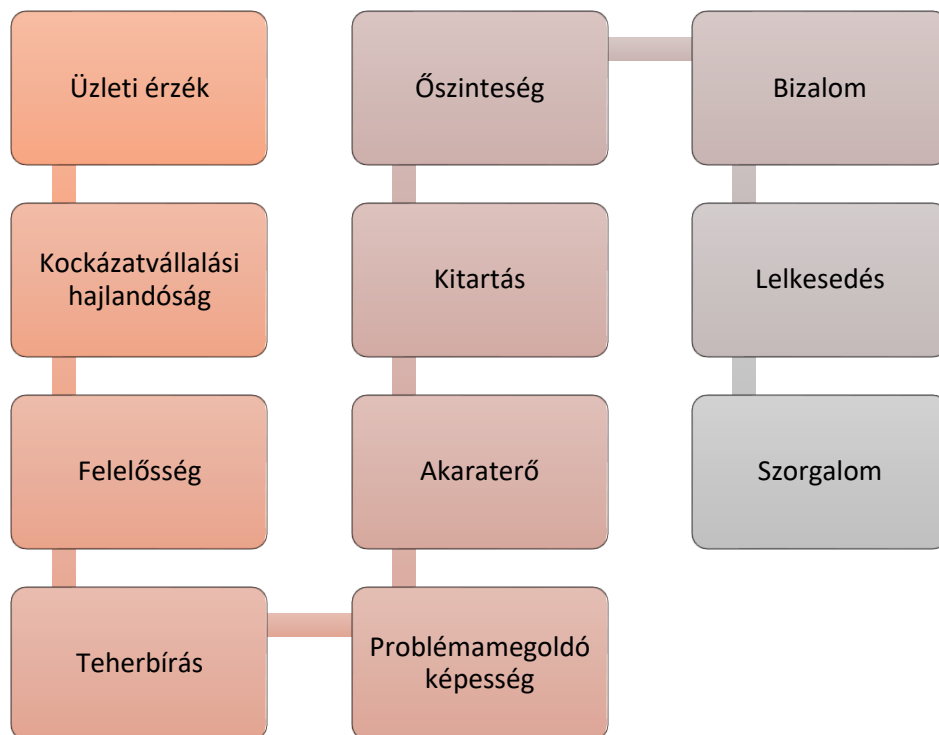 Üzleti érzék
Kockázatvállalási
hajlandóság
Felelősség
Teherbírás
Problémamegoldó
képesség
Akaraterő
Kitartás
Őszinteség
Bizalom
Lelkesedés
Szorgalom